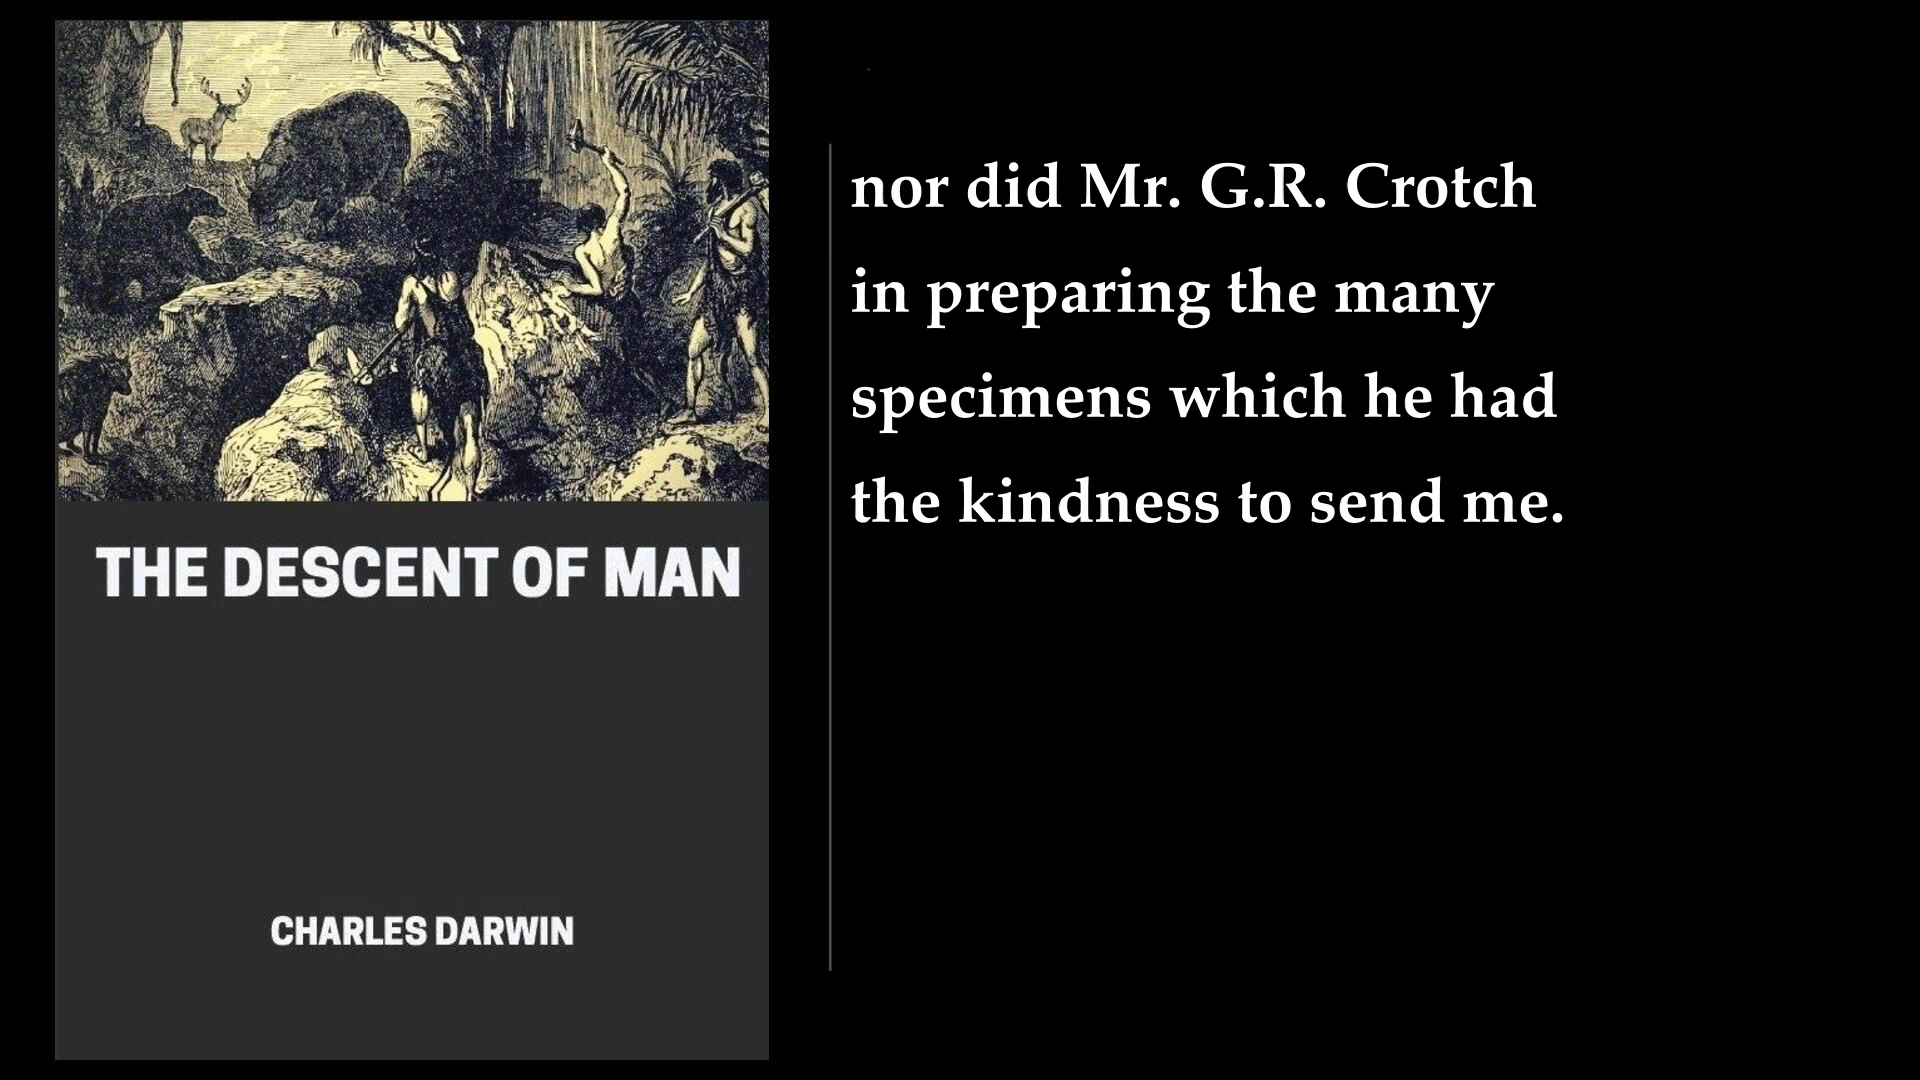 THE DESCENT OF MAN
CHARLES DARWIN
nor did Mr. G.R. Crotch
in preparing the many
specimens which he had
the kindness to send me.